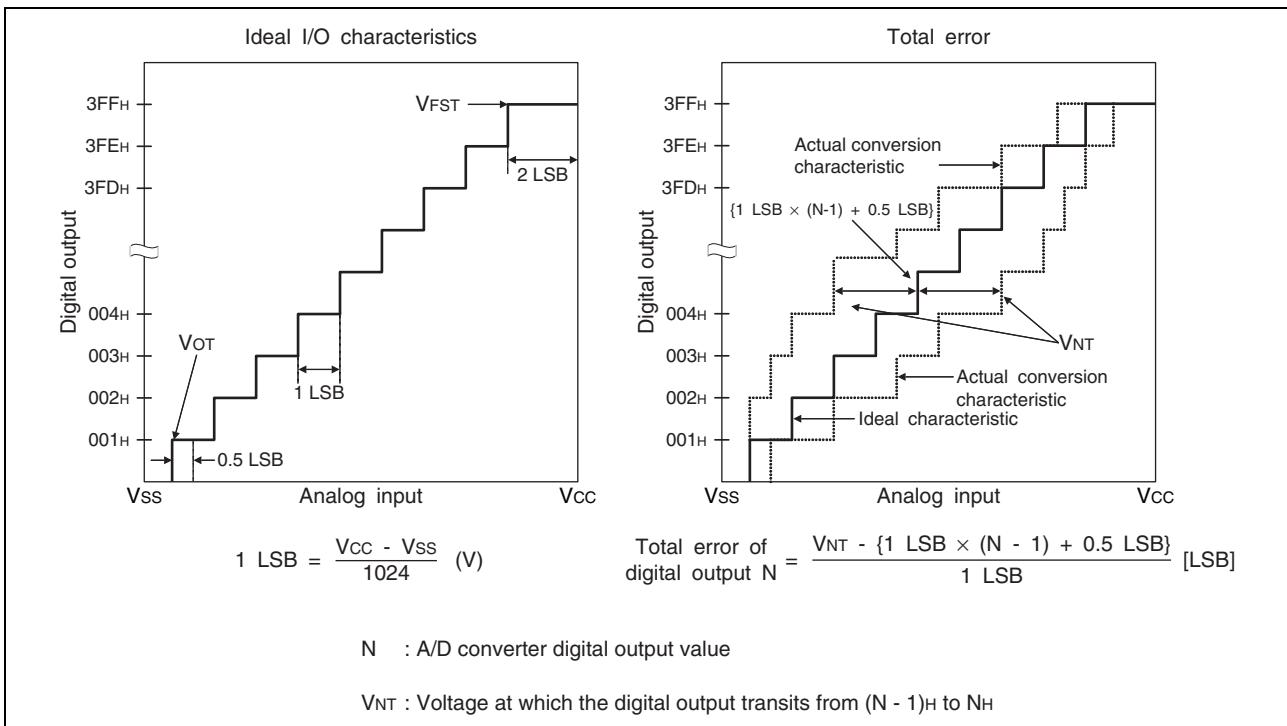 Ideal I/O characteristics
3FFH
3FEH
3FDH
004H
003H
002H
001H
Digital output
VFST
2 LSB
VOT
1 LSB
0.5 LSB
VSS
Analog input
VCC
1 LSB = VCC - VSS / 1024 (V)
Total error
3FFH
3FEH
3FDH
004H
003H
002H
001H
Digital output
Actual conversion
characteristic
{1 LSB × (N-1) + 0.5 LSB}
VNT
Actual conversion
characteristic
Ideal characteristic
VSS
Analog input
VCC
Total error of
digital output N = VNT - {1 LSB × (N - 1) + 0.5 LSB} / 1 LSB [LSB]
N : A/D converter digital output value
VNT : Voltage at which the digital output transits from (N - 1)H to NH